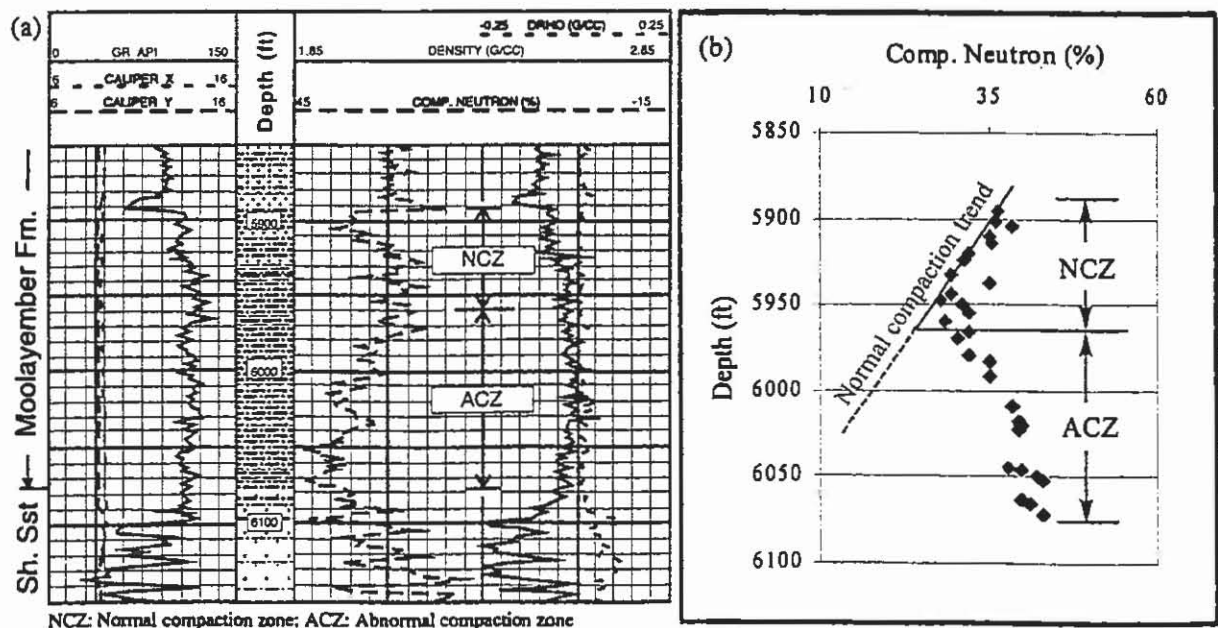 (a)
-0.25 DRHO (G/CC) 0.25
0 GR API 150
1.85 DENSITY (G/CC) 2.85
6 CALIPER X 16
6 CALIPER Y 16
45 COMP. NEUTRON (%) -15
Depth (ft)
5900
6000
6100
NCZ
ACZ
Moolayember Fm.
Sh. Sst
NCZ: Normal compaction zone; ACZ: Abnormal compaction zone
(b)
Comp. Neutron (%)
10 35 60
Depth (ft)
5850
5900
5950
6000
6050
6100
Normal compaction trend
NCZ
ACZ